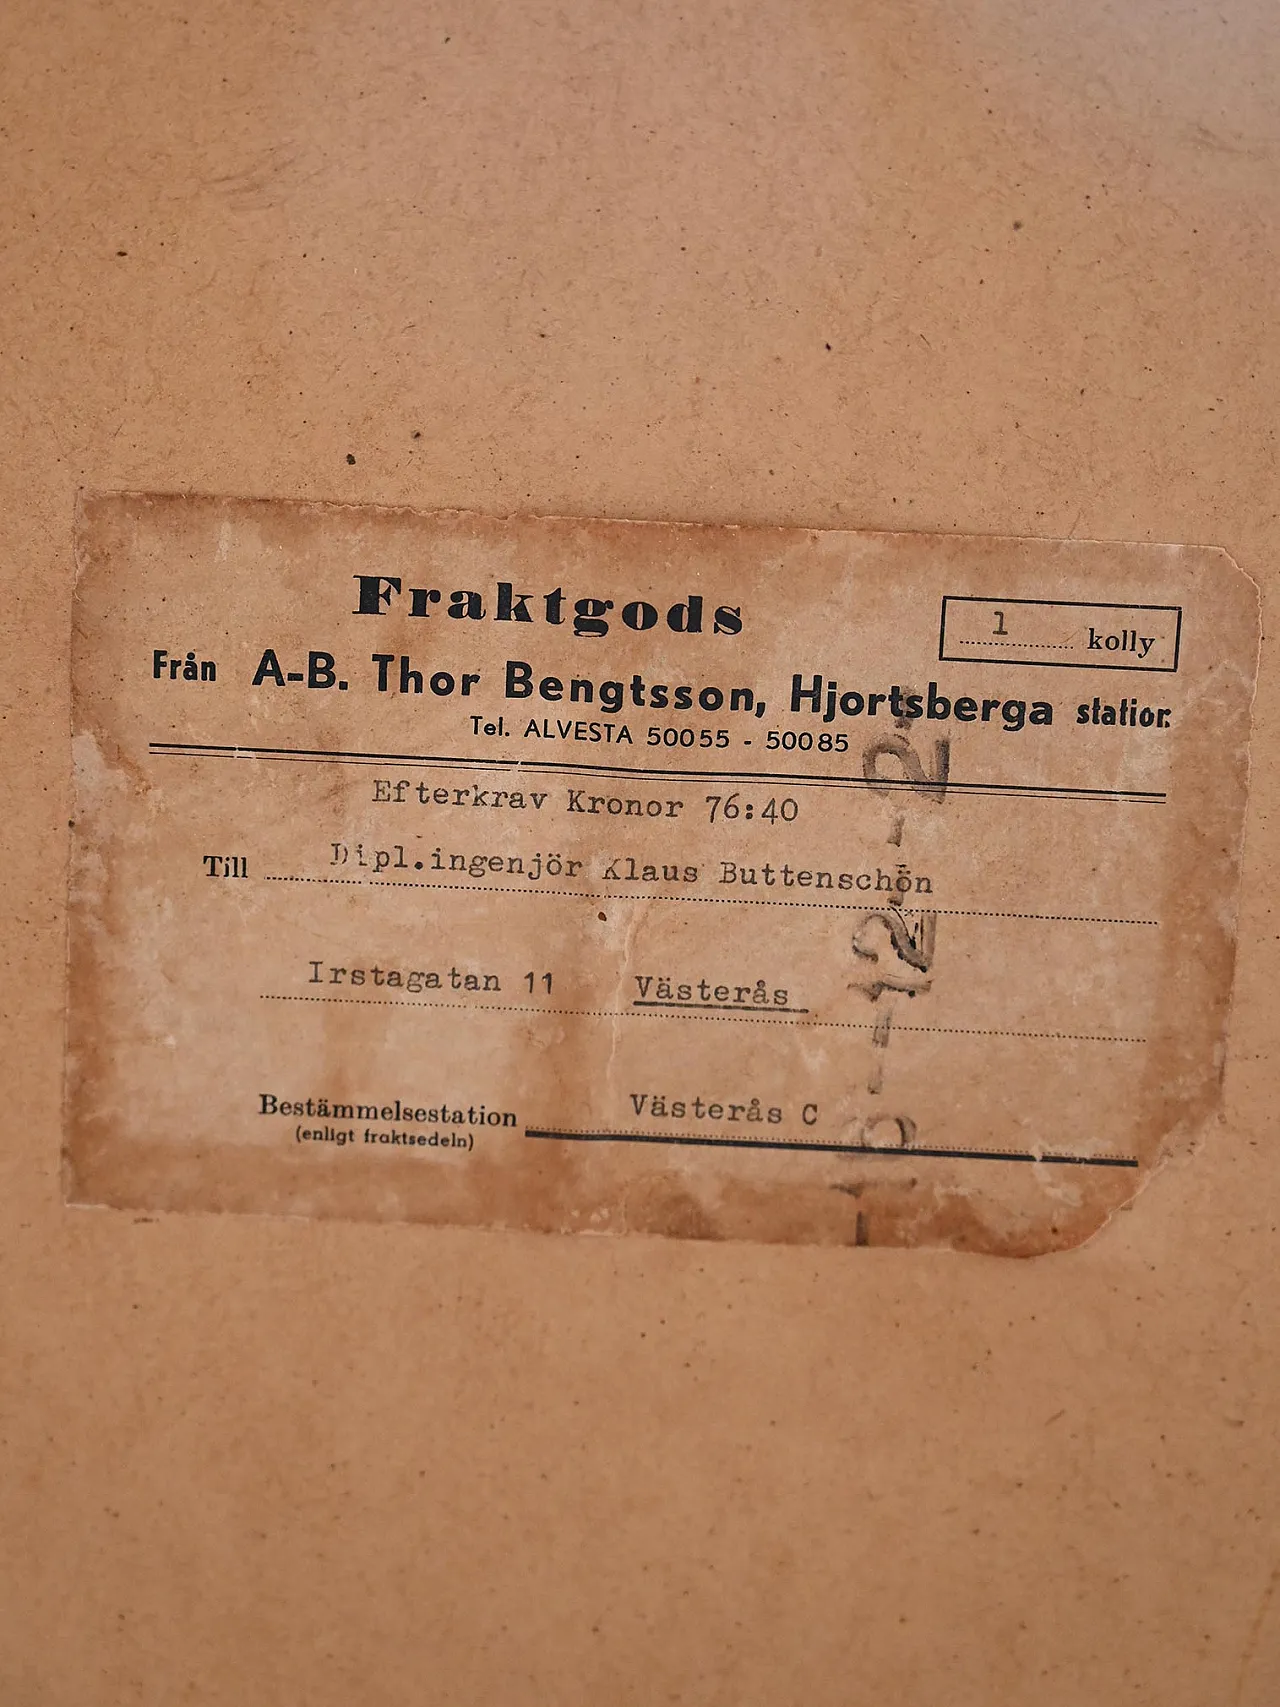 Fraktgods
1 kolly
Från A-B. Thor Bengtsson, Hjortsberga station
Tel. ALVESTA 50055 - 50085
Efterkrav Kronor 76:40
Till Dipl.ingenjör Klaus Buttenschön
Irstagatan 11 Västerås
Bestämmelsestation Västerås C
(enligt fraktsedeln)